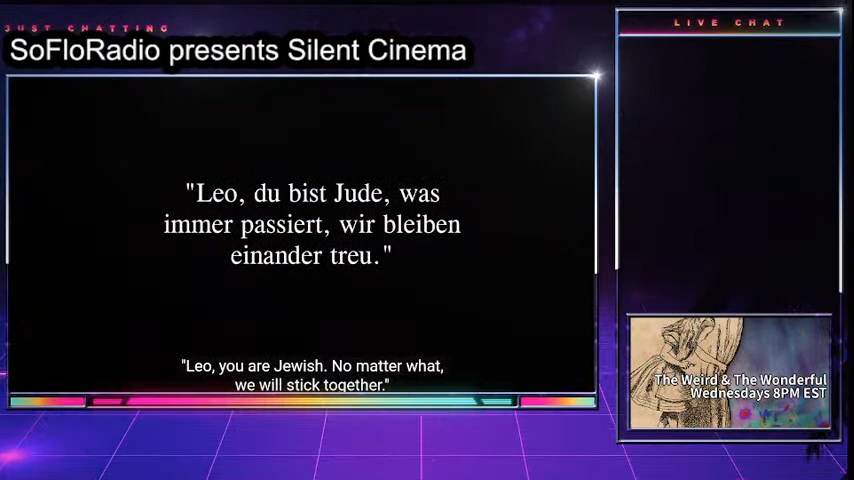 JUST CHATTING
SoFloRadio presents Silent Cinema
LIVE CHAT
"Leo, du bist Jude, was
immer passiert, wir bleiben
einander treu."
"Leo, you are Jewish. No matter what,
we will stick together."
The Weird & The Wonderful
Wednesdays 8PM EST